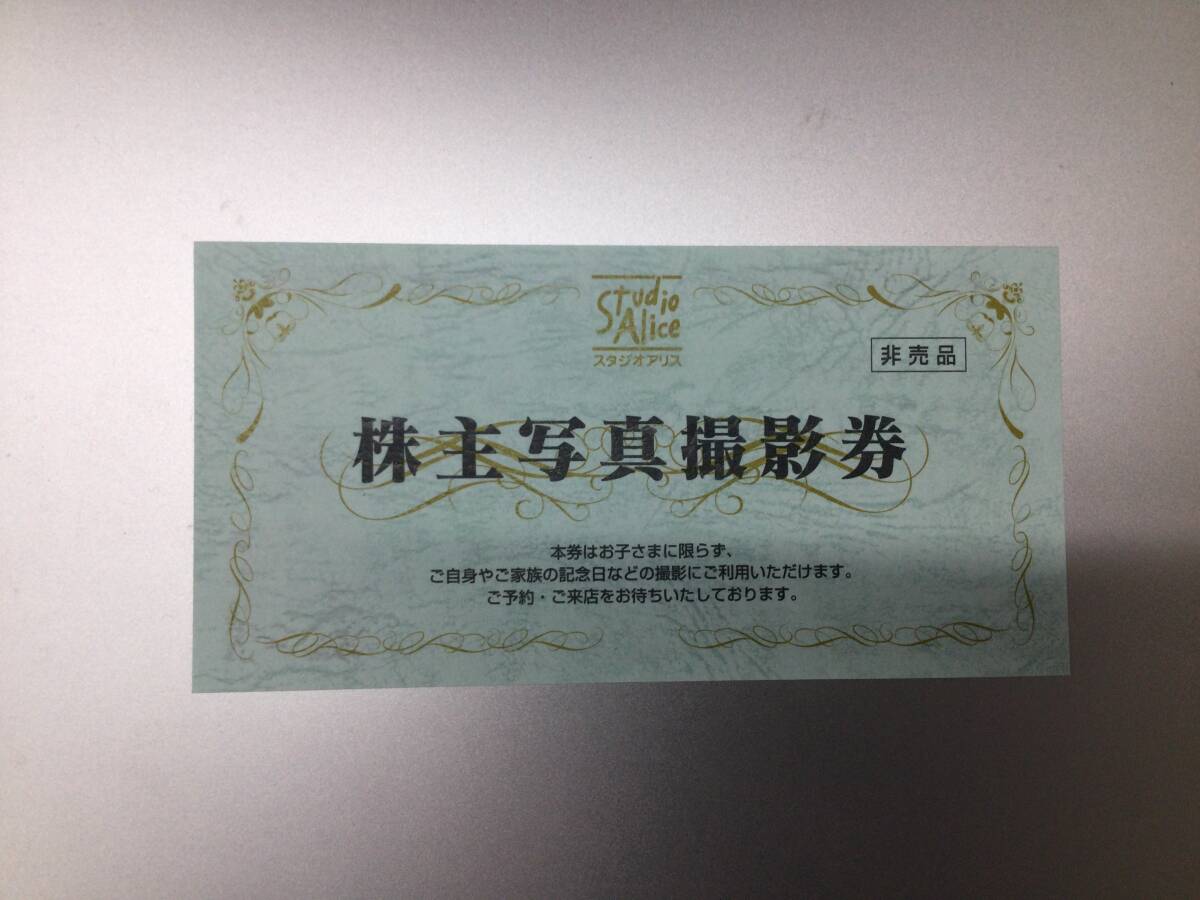 Studio
Alice
スタジオアリス
非売品
株主写真撮影券
本券はお子さまに限らず、
ご自身やご家族の記念日などの撮影にご利用いただけます。
ご予約・ご来店をお待ちいたしております。